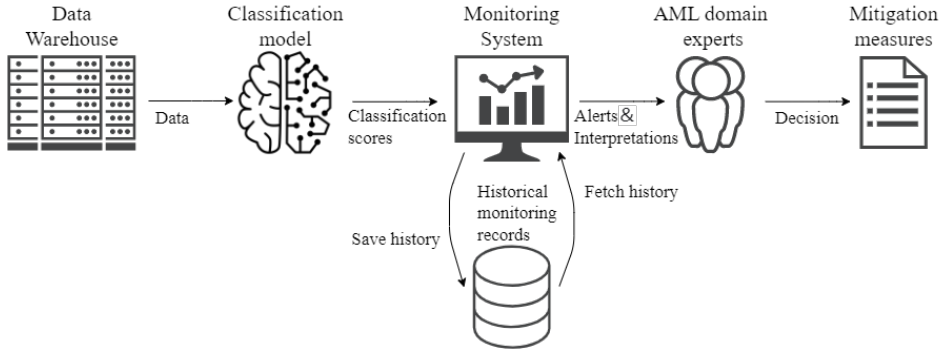 Data
Warehouse
Classification
model
Monitoring
System
AML domain
experts
Mitigation
measures
Data
Classification
scores
Alerts&
Interpretations
Decision
Save history
Historical
monitoring
records
Fetch history